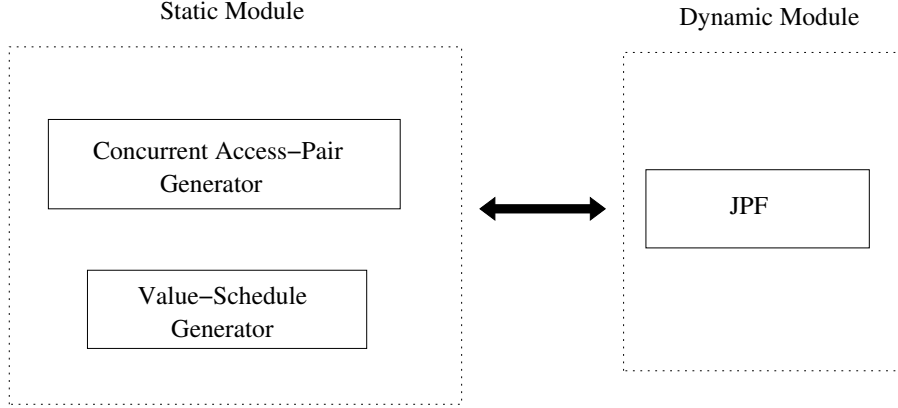 Static Module
Dynamic Module
Concurrent Access−Pair
Generator
JPF
Value−Schedule
Generator